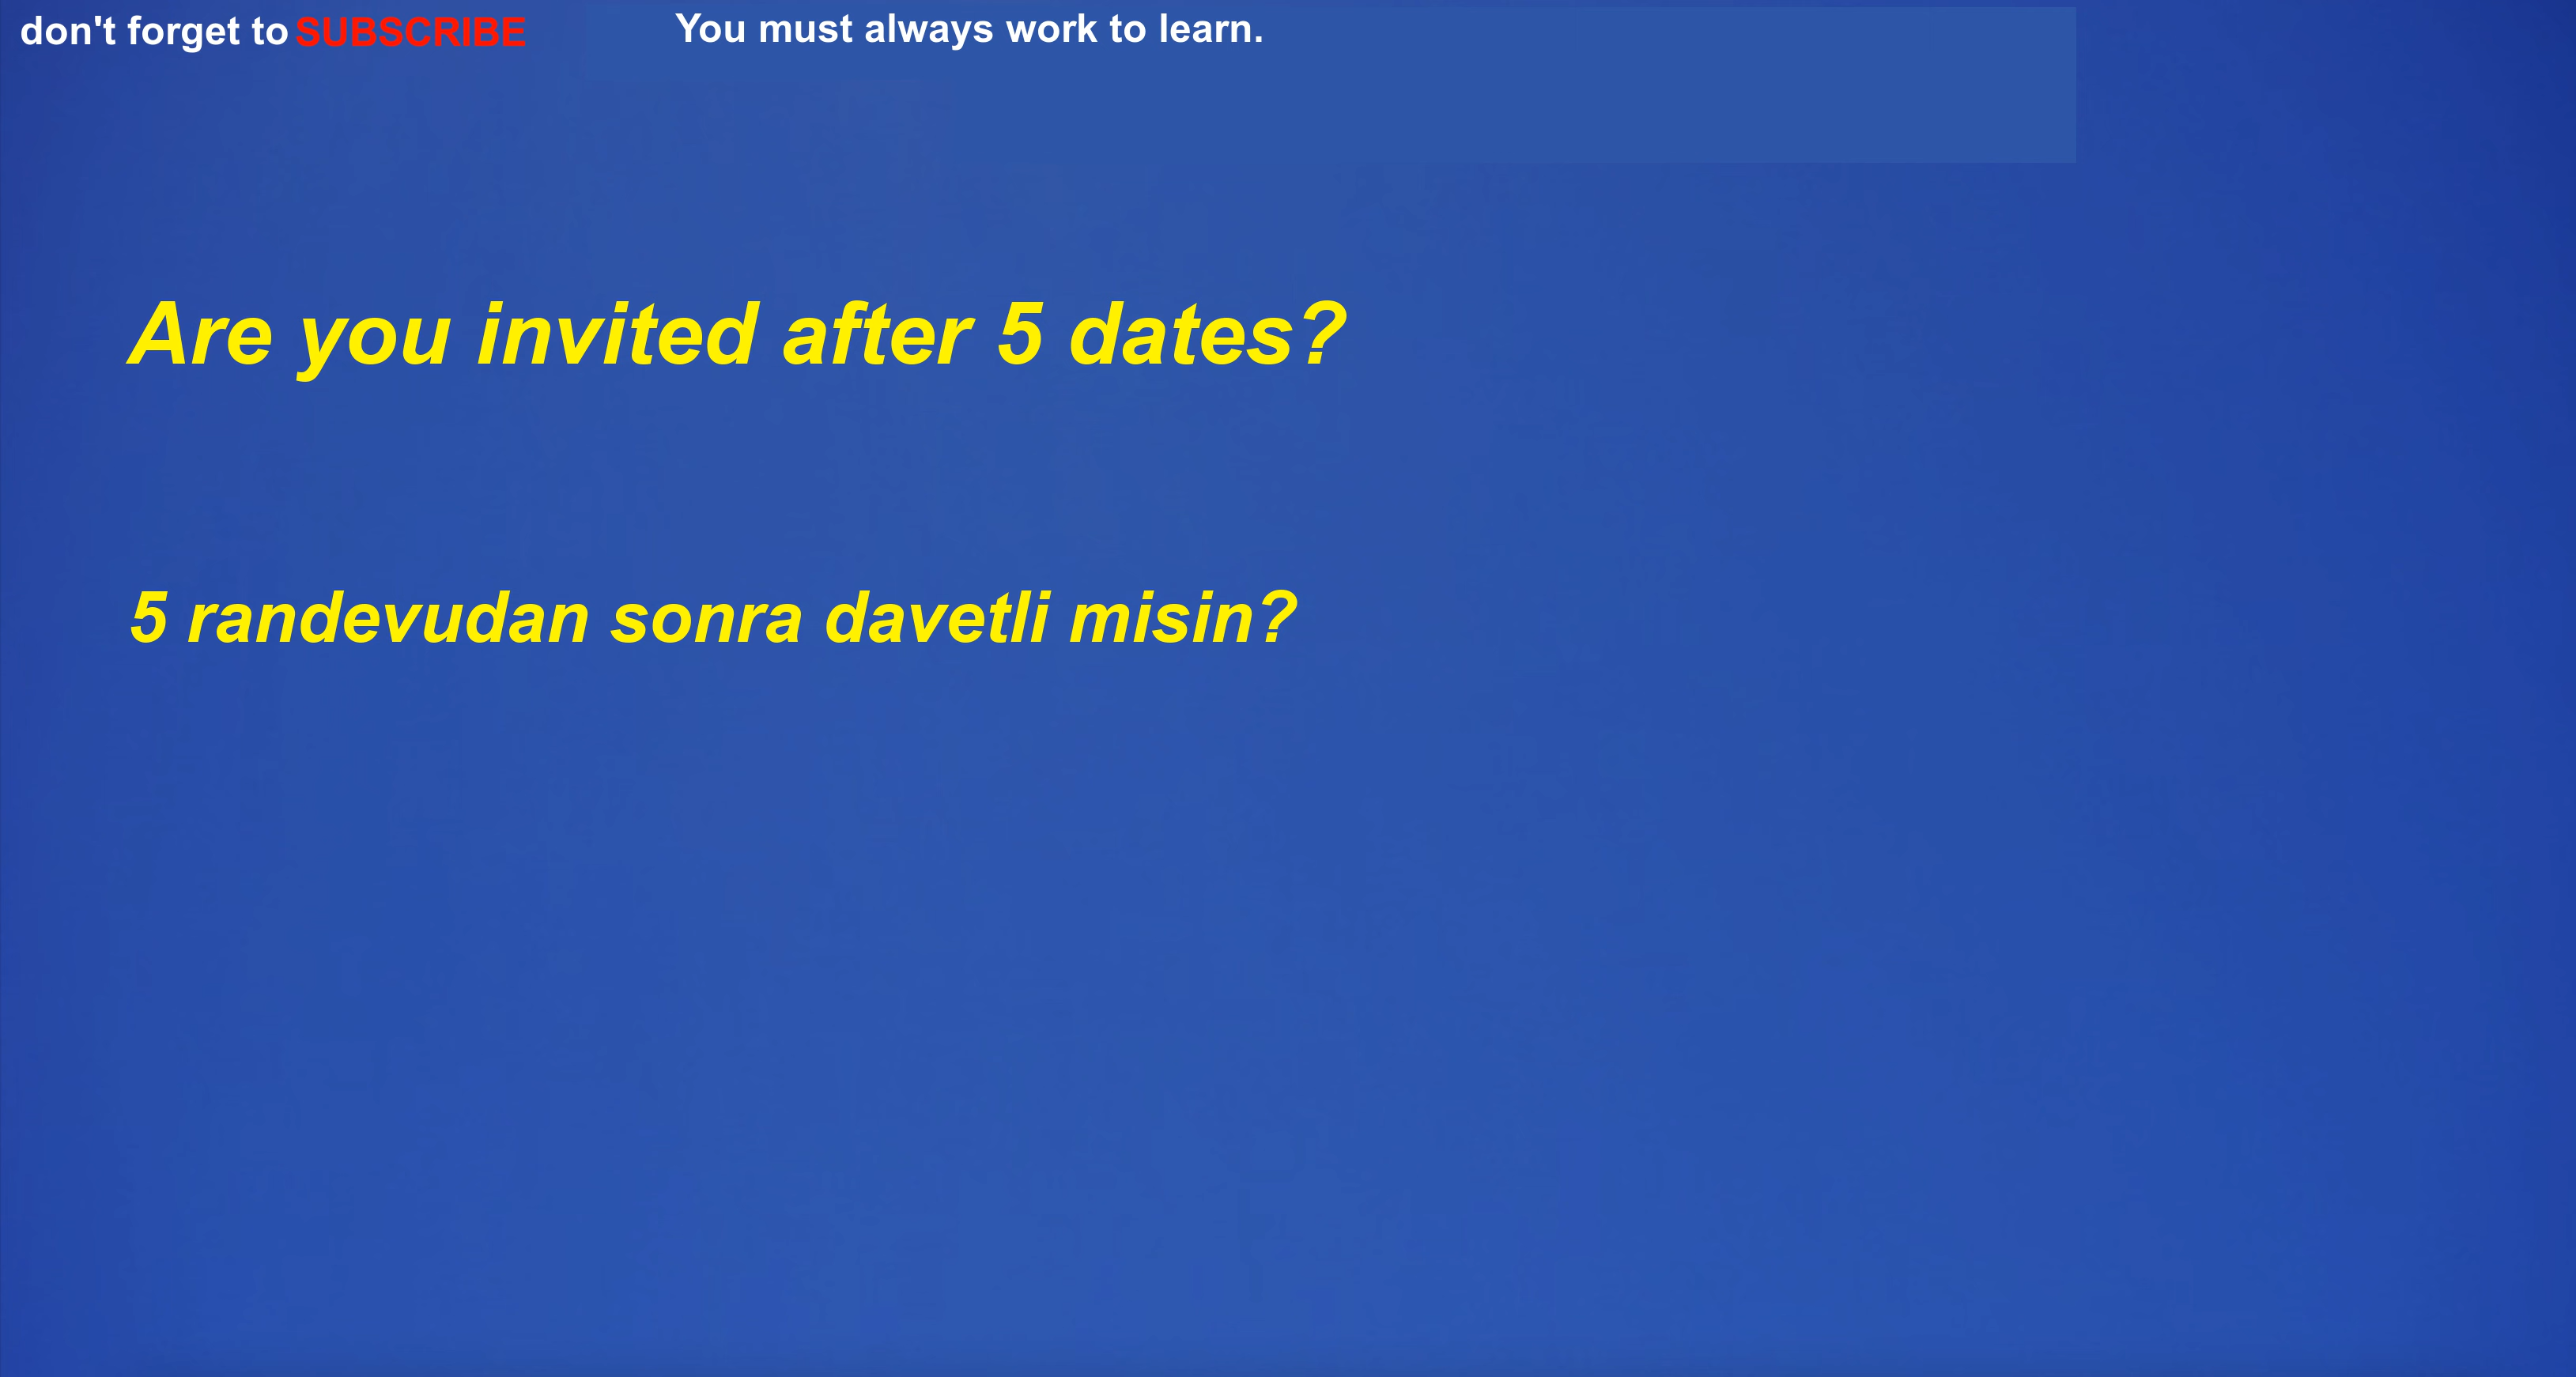 don't forget to SUBSCRIBE
You must always work to learn.
Are you invited after 5 dates?
5 randevudan sonra davetli misin?